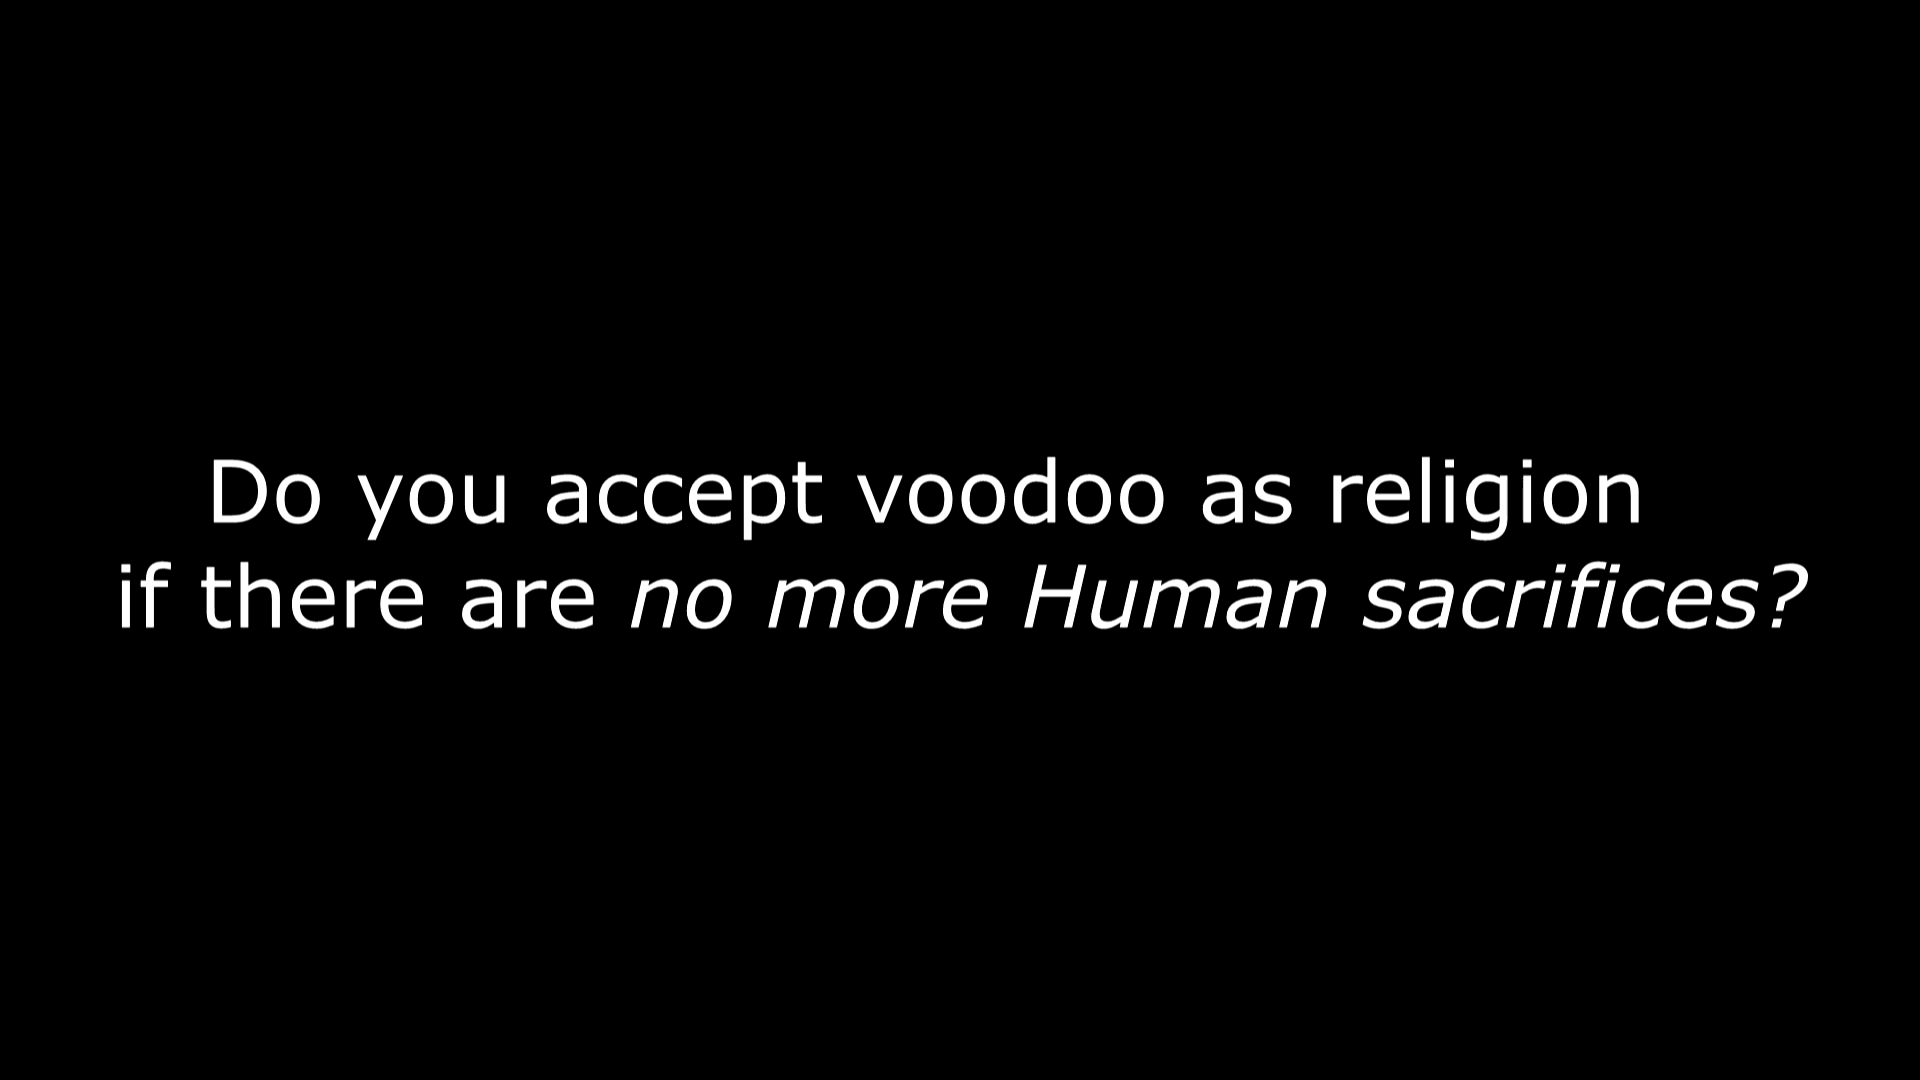 Do you accept voodoo as religion
if there are no more Human sacrifices?